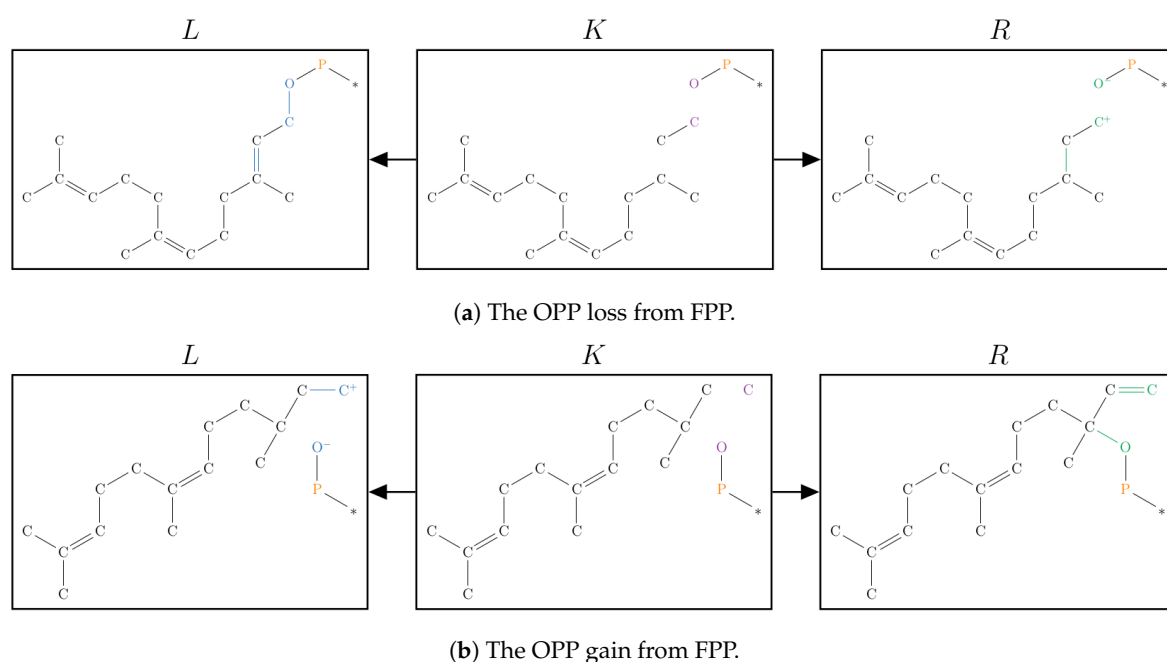 L K R
P P P
O * O * O⁻ *
C C C⁺
C C C C C C
C C C C C C C C C
C C C C C C C C C C C C C C C
C C C C C C
C C C C C C
(a) The OPP loss from FPP.
L K R
C C⁺ C C C C
C C C
C C C C C C
O⁻ O O
C C C
C C C C C C
C C P C C P C C P
* * *
C C C C C C C C C
C C C
C C C
(b) The OPP gain from FPP.